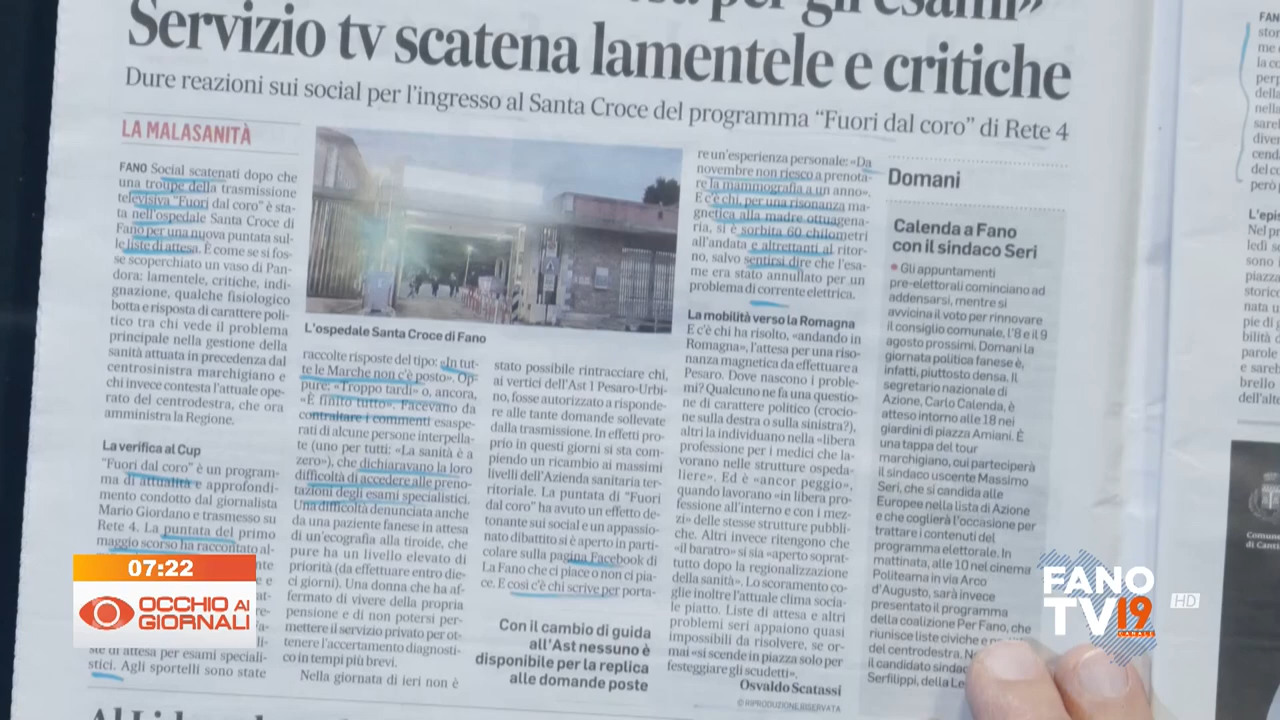 per gli esami»
Servizio tv scatena lamentele e critiche
Dure reazioni sui social per l'ingresso al Santa Croce del programma “Fuori dal coro” di Rete 4
LA MALASANITÀ
FANO Social scatenati dopo che
una troupe della trasmissione
televisiva “Fuori dal coro” è sta-
ta nell'ospedale Santa Croce di
Fano per una nuova puntata sul-
le liste di attesa. È come se si fos-
se scoperchiato un vaso di Pan-
dora: lamentele, critiche, indi-
gnazione, qualche fisiologico
botta e risposta di carattere poli-
tico tra chi vede il problema
principale nella gestione della
sanità attuata in precedenza dal
centrosinistra marchigiano e
chi invece contesta l'attuale ope-
rato del centrodestra, che ora
amministra la Regione.
La verifica al Cup
“Fuori dal coro” è un program-
ma di attualità e approfondi-
mento condotto dal giornalista
Mario Giordano e trasmesso su
Rete 4. La puntata del primo
maggio scorso ha raccontato al-
ste di attesa per esami speciali-
stici. Agli sportelli sono state
L'ospedale Santa Croce di Fano
raccolte risposte del tipo: «In tut-
te le Marche non c'è posto». Op-
pure: «Troppo tardi» o, ancora,
«È finito tutto». Facevano da
contraltare i commenti esaspe-
rati di alcune persone interpella-
te (uno per tutti: «La sanità è a
zero»), che dichiaravano la loro
difficoltà di accedere alle preno-
tazioni degli esami specialistici.
Una difficoltà denunciata anche
da una paziente fanese in attesa
di un'ecografia alla tiroide, che
pure ha un livello elevato di
priorità (da effettuare entro die-
ci giorni). Una donna che ha af-
fermato di vivere della propria
pensione e di non potersi per-
mettere il servizio privato per ot-
tenere l'accertamento diagnosti-
co in tempi più brevi.
Nella giornata di ieri non è
stato possibile rintracciare chi,
ai vertici dell'Ast 1 Pesaro-Urbi-
no, fosse autorizzato a risponde-
re alle tante domande sollevate
dalla trasmissione. In effetti pro-
prio in questi giorni si sta com-
piendo un ricambio ai massimi
livelli dell'Azienda sanitaria ter-
ritoriale. La puntata di “Fuori
dal coro” ha avuto un effetto de-
tonante sui social e un appassio-
nato dibattito si è aperto in parti-
colare sulla pagina Facebook di
La Fano che ci piace o non ci pia-
ce. E così c'è chi scrive per porta-
Con il cambio di guida
all'Ast nessuno è
disponibile per la replica
alle domande poste
re un'esperienza personale: «Da
novembre non riesco a prenota-
re la mammografia a un anno».
E c'è chi, per una risonanza ma-
gnetica alla madre ottuagena-
ria, si è sorbita 60 chilometri
all'andata e altrettanti al ritor-
no, salvo sentirsi dire che l'esa-
me era stato annullato per un
problema di corrente elettrica.
La mobilità verso la Romagna
E c'è chi ha risolto, «andando in
Romagna», l'attesa per una riso-
nanza magnetica da effettuare a
Pesaro. Dove nascono i proble-
mi? Qualcuno ne fa una questio-
ne di carattere politico (crocio-
ne sulla destra o sulla sinistra?),
altri la individuano nella «libera
professione per i medici che la-
vorano nelle strutture ospeda-
liere». Ed è «ancor peggio»,
quando lavorano «in libera pro-
fessione all'interno e con i mez-
zi» delle stesse strutture pubbli-
che. Altri invece ritengono che
«il baratro» si sia «aperto soprat-
tutto dopo la regionalizzazione
della sanità». Lo scoramento co-
glie inoltre l'attuale clima socia-
le piatto. Liste di attesa e altri
problemi seri appaiono quasi
impossibili da risolvere, se or-
mai «si scende in piazza solo per
festeggiare gli scudetti».
Osvaldo Scatassi
© RIPRODUZIONE RISERVATA
Domani
Calenda a Fano
con il sindaco Seri
• Gli appuntamenti
pre-elettorali cominciano ad
addensarsi, mentre si
avvicina il voto per rinnovare
il consiglio comunale, l'8 e il 9
agosto prossimi. Domani la
giornata politica fanese è,
infatti, piuttosto densa. Il
segretario nazionale di
Azione, Carlo Calenda, è
atteso intorno alle 18 nei
giardini di piazza Amiani. È
una tappa del tour
marchigiano, cui parteciperà
il sindaco uscente Massimo
Seri, che si candida alle
Europee nella lista di Azione
e che coglierà l'occasione per
trattare i contenuti del
programma elettorale. In
mattinata, alle 10 nel cinema
Politeama in via Arco
d'Augusto, sarà invece
presentato il programma
della coalizione Per Fano, che
riunisce liste civiche e
del centrodestra.
il candidato sindaco
Serfilippi, della Le
07:22
OCCHIO AI
GIORNALI
FANO
TV 19
CANALE
HD